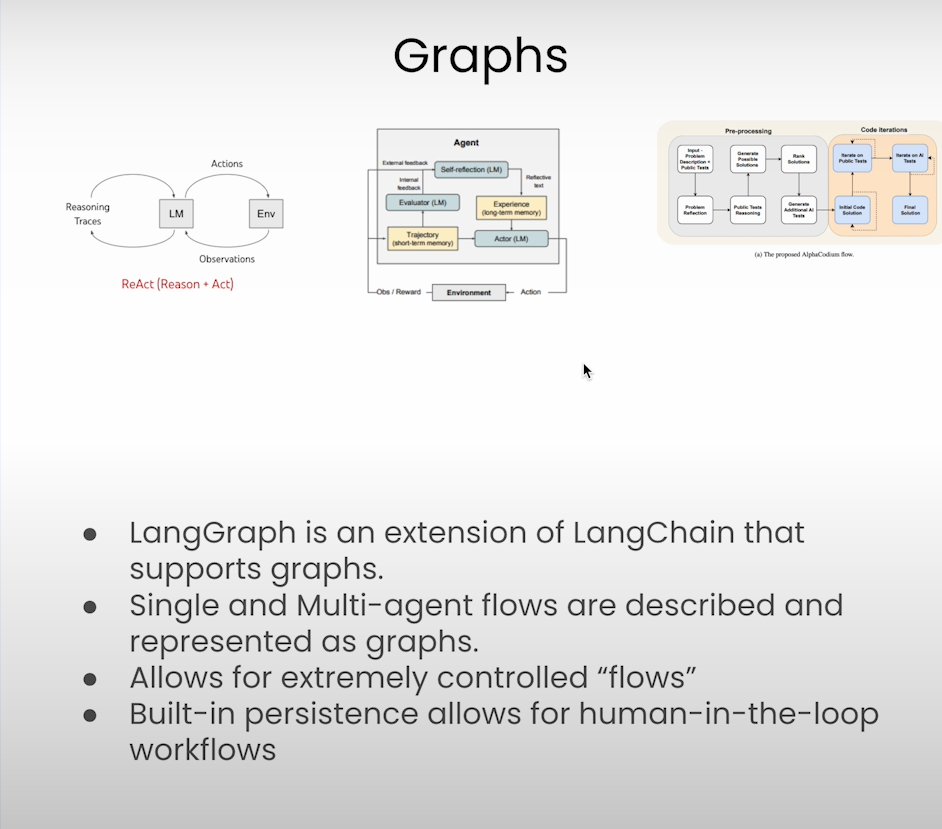 Graphs
Actions
Reasoning
Traces
LM
Env
Observations
ReAct (Reason + Act)
Agent
External feedback
Self-reflection (LM)
Internal
feedback
Reflective
text
Evaluator (LM)
Experience
(long-term memory)
Trajectory
(short-term memory)
Actor (LM)
Obs / Reward
Environment
Action
Pre-processing
Code iterations
Input -
Problem
Description +
Public Tests
Generate
Possible
Solutions
Rank
Solutions
Iterate on
Public Tests
Iterate on AI
Tests
Problem
Reflection
Public Tests
Reasoning
Generate
Additional AI
Tests
Initial Code
Solution
Final
Solution
(a) The proposed AlphaCodium flow.
● LangGraph is an extension of LangChain that
supports graphs.
● Single and Multi-agent flows are described and
represented as graphs.
● Allows for extremely controlled “flows”
● Built-in persistence allows for human-in-the-loop
workflows